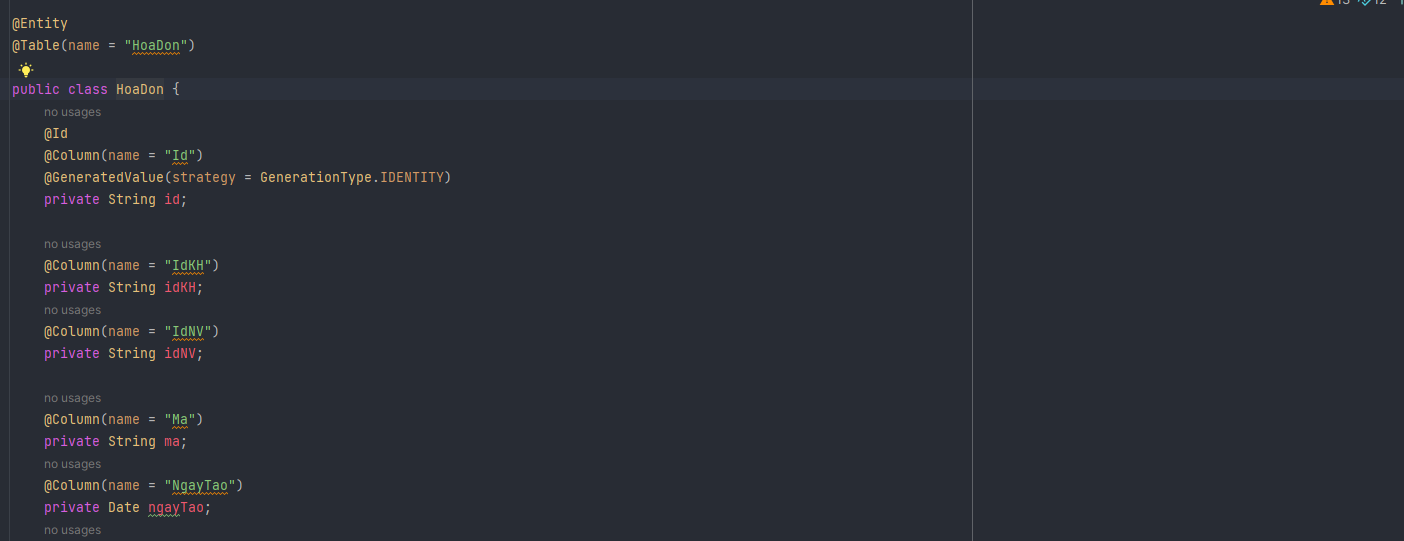 15 12
@Entity
@Table(name = "HoaDon")
public class HoaDon {
no usages
@Id
@Column(name = "Id")
@GeneratedValue(strategy = GenerationType.IDENTITY)
private String id;
no usages
@Column(name = "IdKH")
private String idKH;
no usages
@Column(name = "IdNV")
private String idNV;
no usages
@Column(name = "Ma")
private String ma;
no usages
@Column(name = "NgayTao")
private Date ngayTao;
no usages